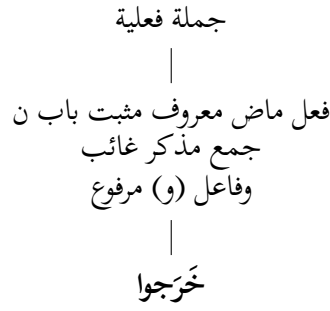 جملة فعلية
فعل ماض معروف مثبت باب ن
جمع مذكر غائب
وفاعل (و) مرفوع
خَرَجوا